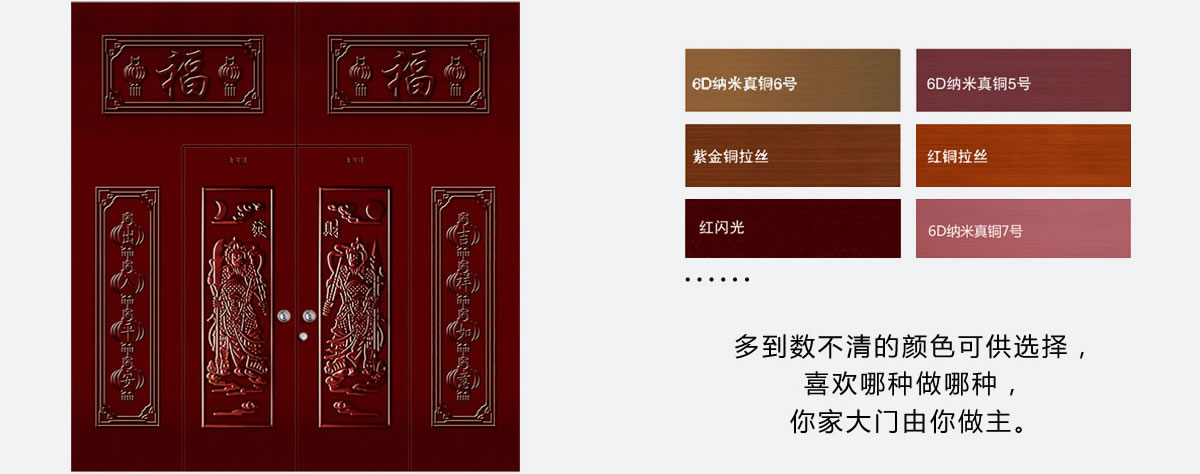 福
福
發
財
出入平安
吉祥如意
6D纳米真铜6号
6D纳米真铜5号
紫金铜拉丝
红铜拉丝
红闪光
6D纳米真铜7号
······
多到数不清的颜色可供选择，
喜欢哪种做哪种，
你家大门由你做主。